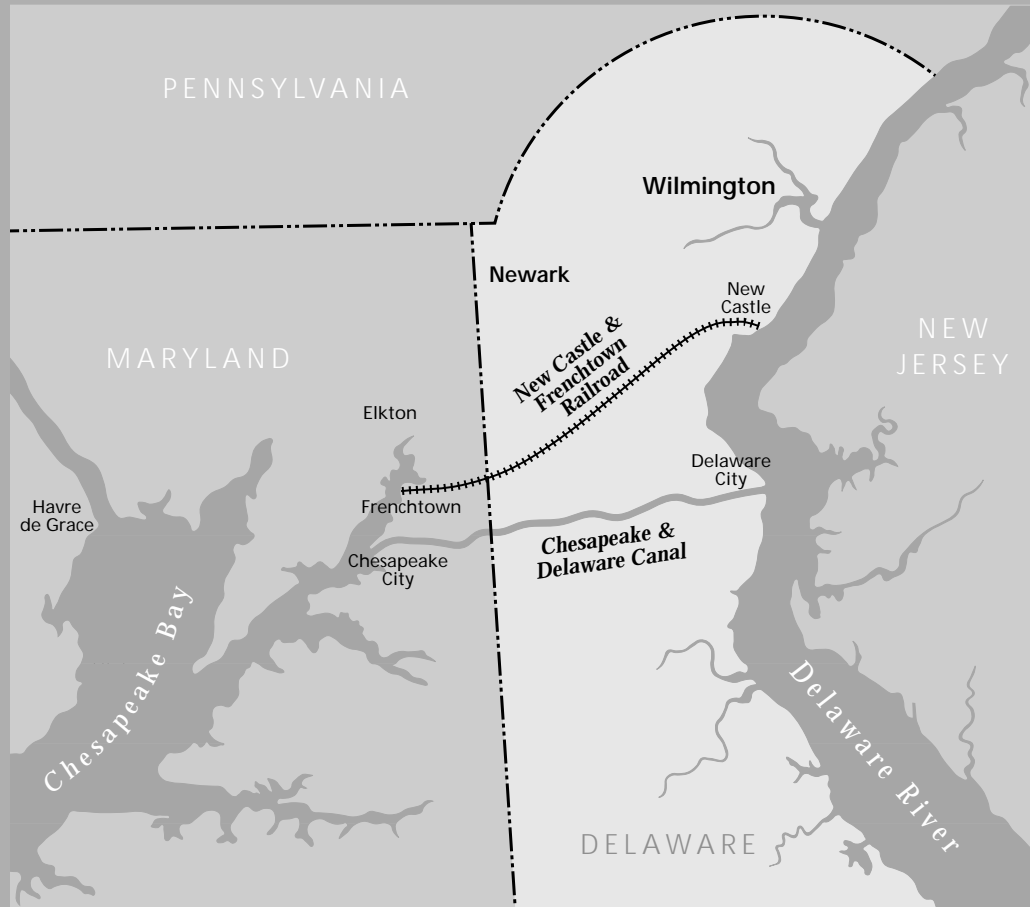 PENNSYLVANIA
Wilmington
Newark
New
Castle
NEW
JERSEY
MARYLAND
New Castle &
Frenchtown
Railroad
Elkton
Delaware
City
Havre
de Grace
Frenchtown
Chesapeake
City
Chesapeake &
Delaware Canal
Chesapeake Bay
Delaware River
DELAWARE